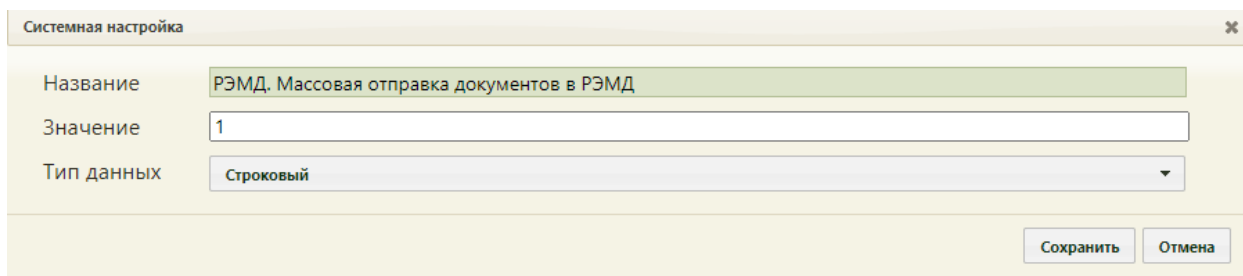 Системная настройка
Название РЭМД. Массовая отправка документов в РЭМД
Значение 1
Тип данных Строковый
Сохранить Отмена